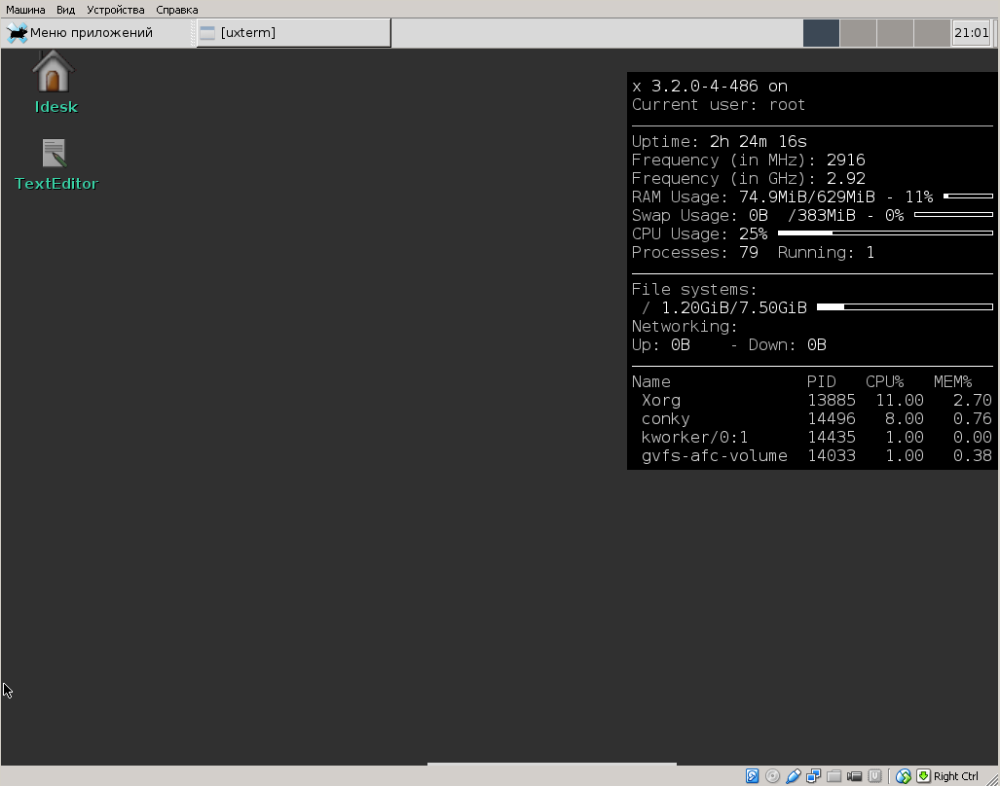 Машина Вид Устройства Справка
Меню приложений [uxterm] 21:01
Idesk
TextEditor
x 3.2.0-4-486 on
Current user: root
Uptime: 2h 24m 16s
Frequency (in MHz): 2916
Frequency (in GHz): 2.92
RAM Usage: 74.9MiB/629MiB - 11%
Swap Usage: 0B /383MiB - 0%
CPU Usage: 25%
Processes: 79 Running: 1
File systems:
/ 1.20GiB/7.50GiB
Networking:
Up: 0B - Down: 0B
Name PID CPU% MEM%
Xorg 13885 11.00 2.70
conky 14496 8.00 0.76
kworker/0:1 14435 1.00 0.00
gvfs-afc-volume 14033 1.00 0.38
Right Ctrl